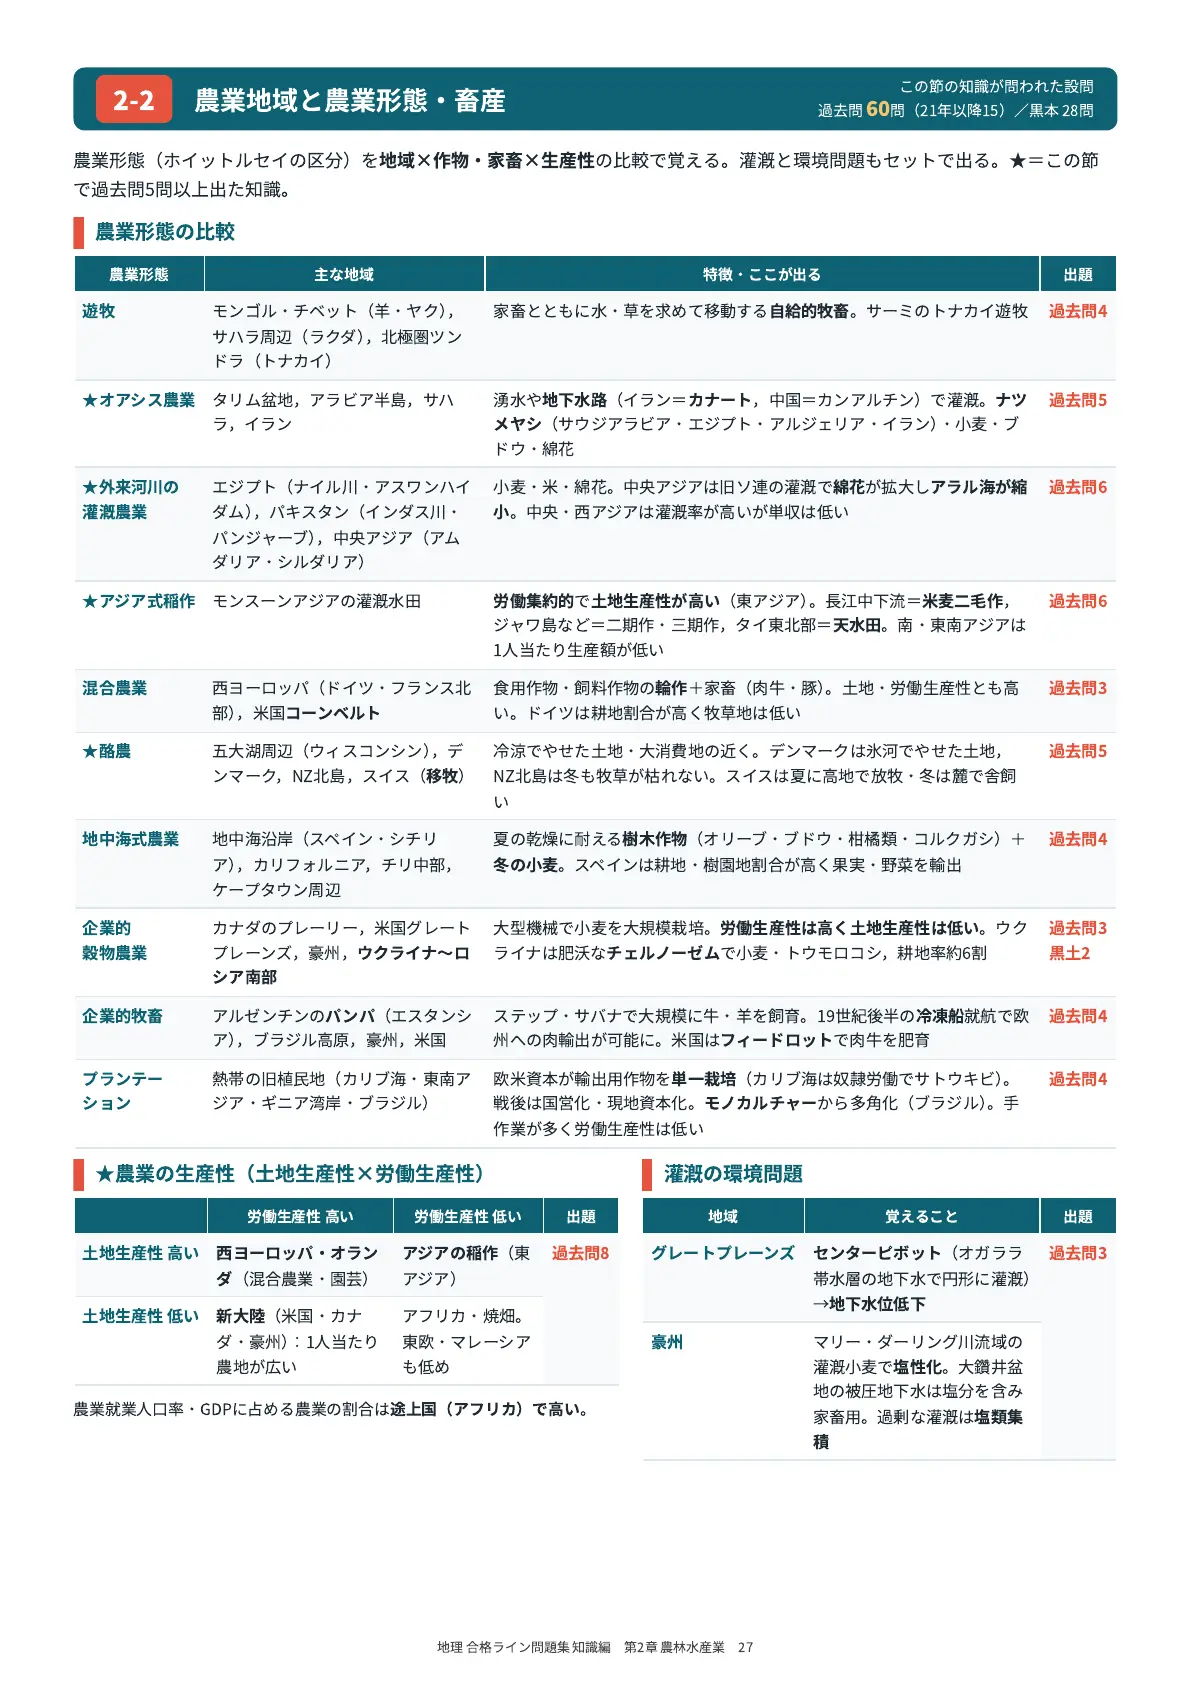 2-2 農業地域と農業形態・畜産
この節の知識が問われた設問
過去問 60問（21年以降15）／黒本 28問
農業形態（ホイットルセイの区分）を地域×作物・家畜×生産性の比較で覚える。灌漑と環境問題もセットで出る。★＝この節
で過去問5問以上出た知識。
農業形態の比較
農業形態 主な地域 特徴・ここが出る 出題
遊牧
モンゴル・チベット（羊・ヤク），
サハラ周辺（ラクダ），北極圏ツン
ドラ（トナカイ）
家畜とともに水・草を求めて移動する自給的牧畜。サーミのトナカイ遊牧
過去問4
★オアシス農業
タリム盆地，アラビア半島，サハ
ラ，イラン
湧水や地下水路（イラン＝カナート，中国＝カンアルチン）で灌漑。ナツ
メヤシ（サウジアラビア・エジプト・アルジェリア・イラン）・小麦・ブ
ドウ・綿花
過去問5
★外来河川の
灌漑農業
エジプト（ナイル川・アスワンハイ
ダム），パキスタン（インダス川・
パンジャーブ），中央アジア（アム
ダリア・シルダリア）
小麦・米・綿花。中央アジアは旧ソ連の灌漑で綿花が拡大しアラル海が縮
小。中央・西アジアは灌漑率が高いが単収は低い
過去問6
★アジア式稲作
モンスーンアジアの灌漑水田
労働集約的で土地生産性が高い（東アジア）。長江中下流＝米麦二毛作，
ジャワ島など＝二期作・三期作，タイ東北部＝天水田。南・東南アジアは
1人当たり生産額が低い
過去問6
混合農業
西ヨーロッパ（ドイツ・フランス北
部），米国コーンベルト
食用作物・飼料作物の輪作＋家畜（肉牛・豚）。土地・労働生産性とも高
い。ドイツは耕地割合が高く牧草地は低い
過去問3
★酪農
五大湖周辺（ウィスコンシン），デ
ンマーク，NZ北島，スイス（移牧）
冷涼でやせた土地・大消費地の近く。デンマークは氷河でやせた土地，
NZ北島は冬も牧草が枯れない。スイスは夏に高地で放牧・冬は麓で舎飼
い
過去問5
地中海式農業
地中海沿岸（スペイン・シチリ
ア），カリフォルニア，チリ中部，
ケープタウン周辺
夏の乾燥に耐える樹木作物（オリーブ・ブドウ・柑橘類・コルクガシ）＋
冬の小麦。スペインは耕地・樹園地割合が高く果実・野菜を輸出
過去問4
企業的
穀物農業
カナダのプレーリー，米国グレート
プレーンズ，豪州，ウクライナ〜ロ
シア南部
大型機械で小麦を大規模栽培。労働生産性は高く土地生産性は低い。ウク
ライナは肥沃なチェルノーゼムで小麦・トウモロコシ，耕地率約6割
過去問3
黒土2
企業的牧畜
アルゼンチンのパンパ（エスタンシ
ア），ブラジル高原，豪州，米国
ステップ・サバナで大規模に牛・羊を飼育。19世紀後半の冷凍船就航で欧
州への肉輸出が可能に。米国はフィードロットで肉牛を肥育
過去問4
プランテー
ション
熱帯の旧植民地（カリブ海・東南ア
ジア・ギニア湾岸・ブラジル）
欧米資本が輸出用作物を単一栽培（カリブ海は奴隷労働でサトウキビ）。
戦後は国営化・現地資本化。モノカルチャーから多角化（ブラジル）。手
作業が多く労働生産性は低い
過去問4
★農業の生産性（土地生産性×労働生産性）
労働生産性 高い 労働生産性 低い 出題
土地生産性 高い
西ヨーロッパ・オラン
ダ（混合農業・園芸）
アジアの稲作（東
アジア）
過去問8
土地生産性 低い
新大陸（米国・カナ
ダ・豪州）：1人当たり
農地が広い
アフリカ・焼畑。
東欧・マレーシア
も低め
農業就業人口率・GDPに占める農業の割合は途上国（アフリカ）で高い。
灌漑の環境問題
地域 覚えること 出題
グレートプレーンズ
センターピボット（オガララ
帯水層の地下水で円形に灌漑）
→地下水位低下
過去問3
豪州
マリー・ダーリング川流域の
灌漑小麦で塩性化。大鑽井盆
地の被圧地下水は塩分を含み
家畜用。過剰な灌漑は塩類集
積
地理 合格ライン問題集 知識編 第2章 農林水産業 27